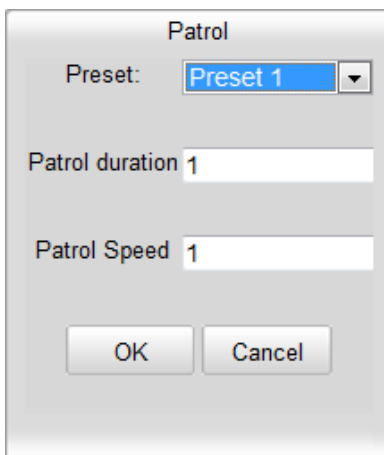 Patrol
Preset: Preset 1
Patrol duration 1
Patrol Speed 1
OK Cancel